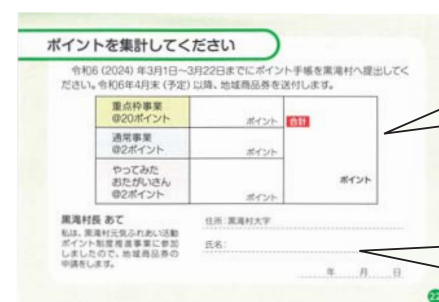 ポイントを集計してください
令和6 (2024) 年3月1日～3月22日までにポイント手帳を黒滝村へ提出してく
ださい。令和6年4月末 (予定) 以降、地域商品券を送付します。
重点枠事業
@20ポイント
ポイント
合計
通常事業
@2ポイント
ポイント
やってみた
おたがいさん
@2ポイント
ポイント
ポイント
黒滝村長 あて
私は、黒滝村元気ふれあい活動
ポイント制度推進事業に参加
しましたので、地域商品券の
申請をします。
住所:黒滝村大字
氏名:
年 月 日
22